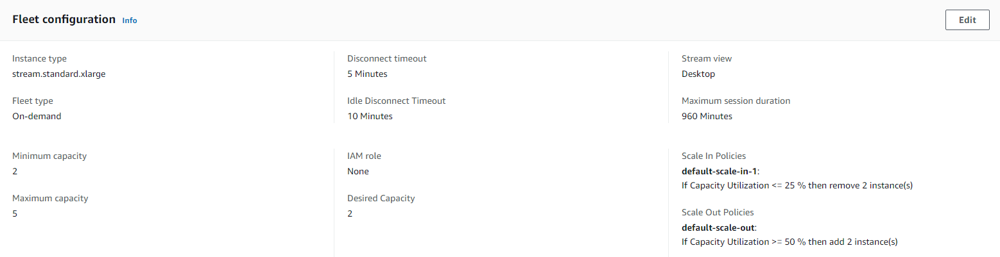 Fleet configuration Info
Edit
Instance type
stream.standard.xlarge
Fleet type
On-demand
Disconnect timeout
5 Minutes
Idle Disconnect Timeout
10 Minutes
Stream view
Desktop
Maximum session duration
960 Minutes
Minimum capacity
2
Maximum capacity
5
IAM role
None
Desired Capacity
2
Scale In Policies
default-scale-in-1:
If Capacity Utilization <= 25 % then remove 2 instance(s)
Scale Out Policies
default-scale-out:
If Capacity Utilization >= 50 % then add 2 instance(s)